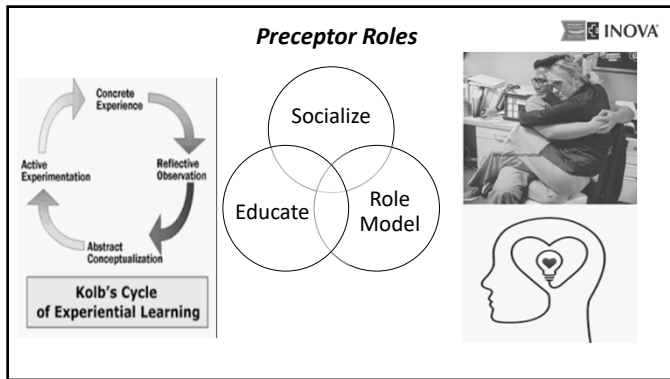 Preceptor Roles
INOVA®
Concrete
Experience
Reflective
Observation
Abstract
Conceptualization
Active
Experimentation
Kolb's Cycle
of Experiential Learning
Socialize
Educate
Role
Model